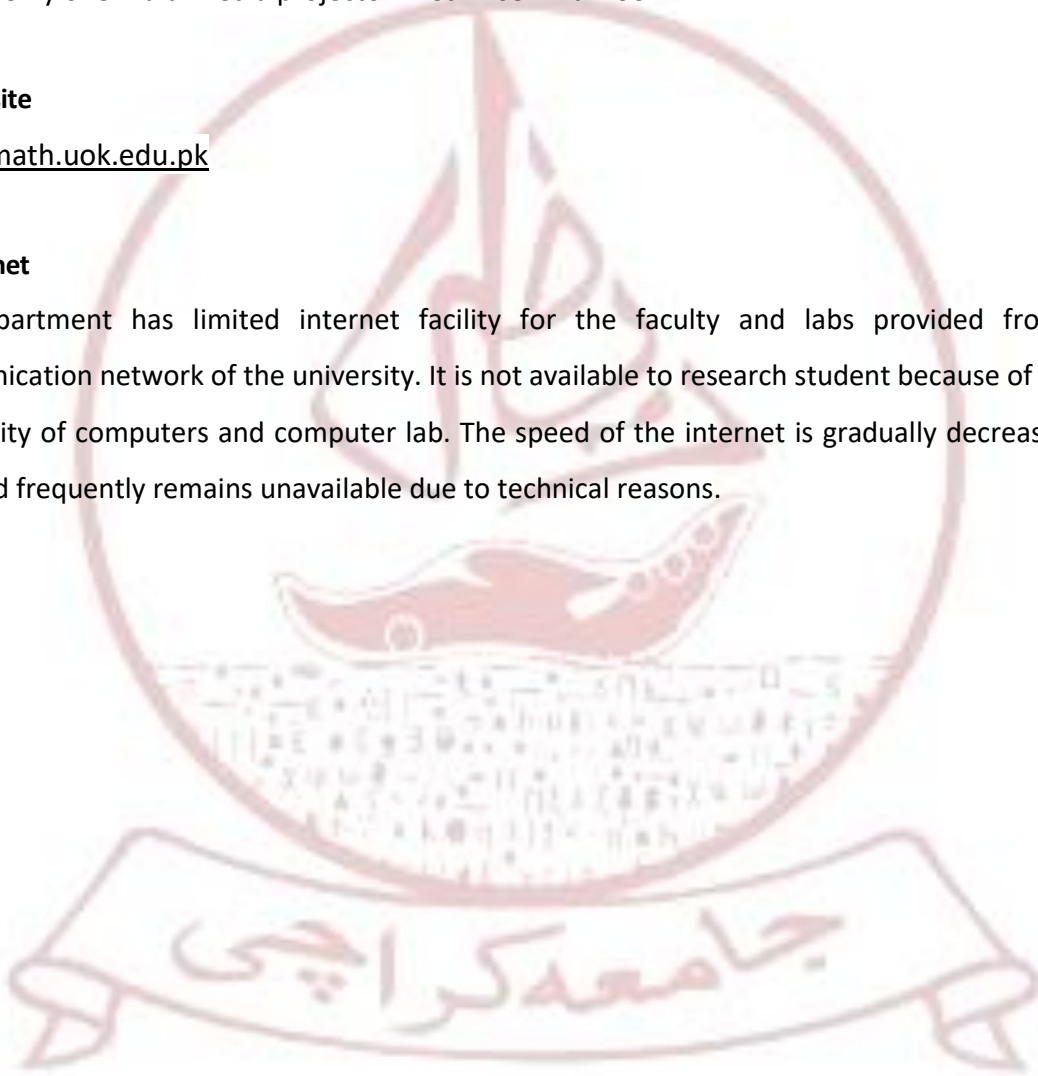 site
math.uok.edu.pk
net
partment has limited internet facility for the faculty and labs provided fro
nication network of the university. It is not available to research student because of
ity of computers and computer lab. The speed of the internet is gradually decreas
d frequently remains unavailable due to technical reasons.
جامعه کراچی